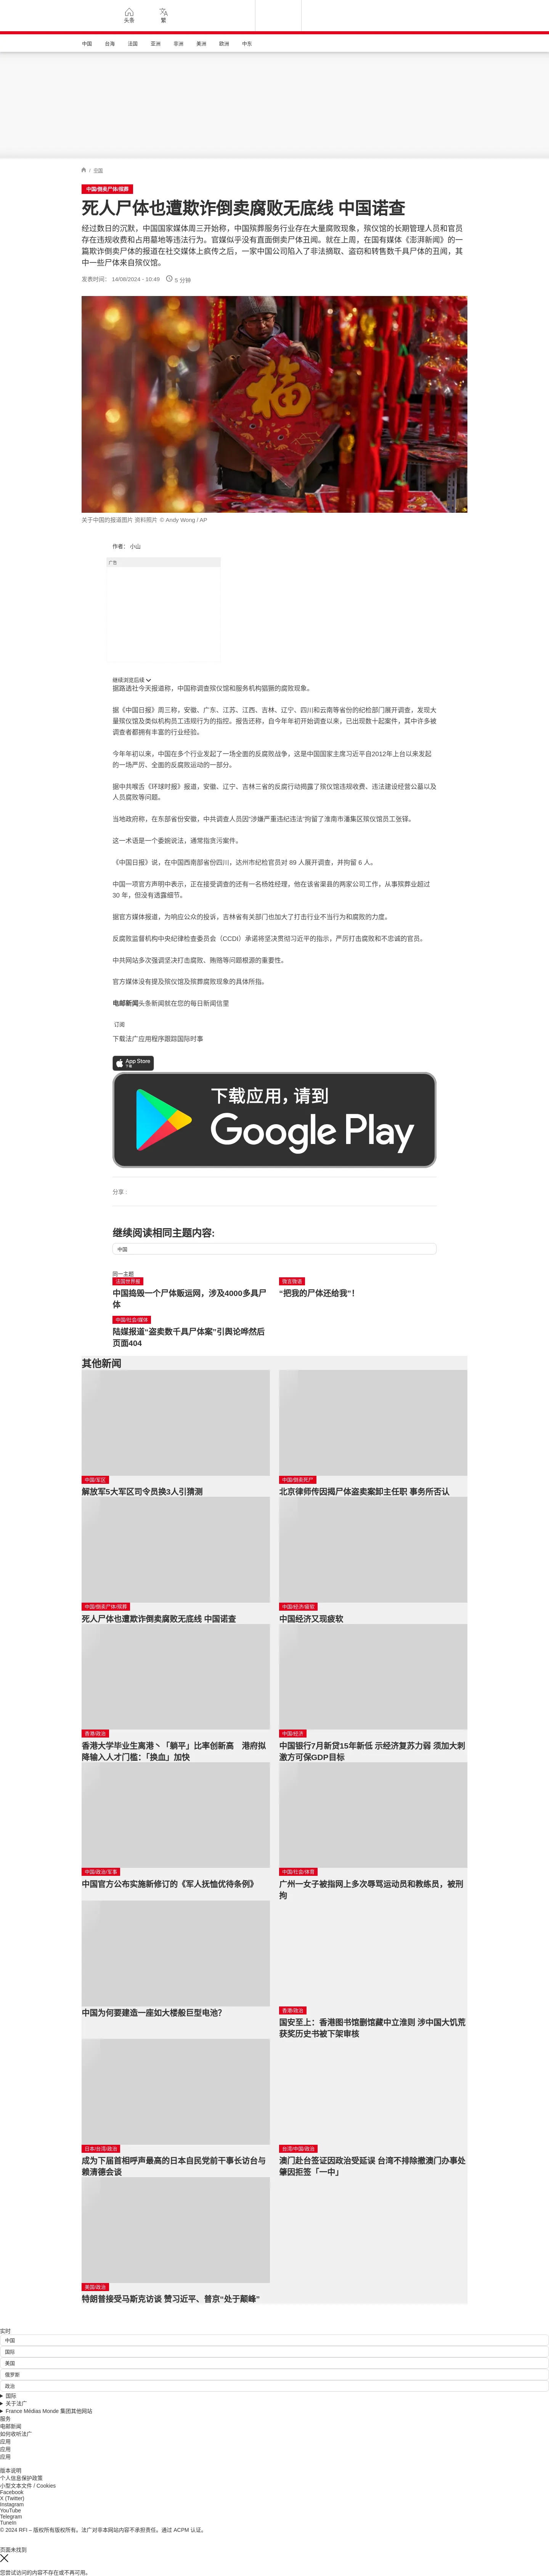 头条
繁
中国
台海
法国
亚洲
非洲
美洲
欧洲
中东
/ 中国
中国/倒卖尸体/殡葬
死人尸体也遭欺诈倒卖腐败无底线 中国诺查
经过数日的沉默，中国国家媒体周三开始称，中国殡葬服务行业存在大量腐败现象，殡仪馆的长期管理人员和官员
存在违规收费和占用墓地等违法行为。官媒似乎没有直面倒卖尸体丑闻。就在上周，在国有媒体《澎湃新闻》的一
篇对欺诈倒卖尸体的报道在社交媒体上疯传之后，一家中国公司陷入了非法摘取、盗窃和转售数千具尸体的丑闻，其
中一些尸体来自殡仪馆。
发表时间： 14/08/2024 - 10:49
5 分钟
福
关于中国的报道图片 资料照片 © Andy Wong / AP
作者： 小山
广告
继续浏览后续
据路透社今天报道称，中国称调查殡仪馆和服务机构猖獗的腐败现象。
据《中国日报》周三称，安徽、广东、江苏、江西、吉林、辽宁、四川和云南等省份的纪检部门展开调查，发现大
量殡仪馆及类似机构员工违规行为的指控。报告还称，自今年年初开始调查以来，已出现数十起案件，其中许多被
调查者都拥有丰富的行业经验。
今年年初以来，中国在多个行业发起了一场全面的反腐败战争，这是中国国家主席习近平自2012年上台以来发起
的一场严厉、全面的反腐败运动的一部分。
据中共喉舌《环球时报》报道，安徽、辽宁、吉林三省的反腐行动揭露了殡仪馆违规收费、违法建设经营公墓以及
人员腐败等问题。
当地政府称，在东部省份安徽，中共调查人员因“涉嫌严重违纪违法”拘留了淮南市潘集区殡仪馆员工张铎。
这一术语是一个委婉说法，通常指贪污案件。
《中国日报》说，在中国西南部省份四川，达州市纪检官员对 89 人展开调查，并拘留 6 人。
中国一项官方声明中表示，正在接受调查的还有一名杨姓经理，他在该省渠县的两家公司工作，从事殡葬业超过
30 年，但没有透露细节。
据官方媒体报道，为响应公众的投诉，吉林省有关部门也加大了打击行业不当行为和腐败的力度。
反腐败监督机构中央纪律检查委员会（CCDI）承诺将坚决贯彻习近平的指示，严厉打击腐败和不忠诚的官员。
中共网站多次强调坚决打击腐败、贿赂等问题根源的重要性。
官方媒体没有提及殡仪馆及殡葬腐败现象的具体所指。
电邮新闻头条新闻就在您的每日新闻信里
订阅
下载法广应用程序跟踪国际时事
App Store
下载
下载应用，请到
Google Play
分享 :
继续阅读相同主题内容:
中国
同一主题
法国世界报
中国捣毁一个尸体贩运网，涉及4000多具尸
体
微言微语
“把我的尸体还给我”！
中国/社会/媒体
陆媒报道“盗卖数千具尸体案”引舆论哗然后
页面404
其他新闻
中国/军区
解放军5大军区司令员换3人引猜测
中国/倒卖死尸
北京律师传因揭尸体盗卖案卸主任职 事务所否认
中国/倒卖尸体/殡葬
死人尸体也遭欺诈倒卖腐败无底线 中国诺查
中国/经济/疲软
中国经济又现疲软
香港/政治
香港大学毕业生离港丶「躺平」比率创新高　港府拟
降输入人才门槛：「换血」加快
中国/经济
中国银行7月新贷15年新低 示经济复苏力弱 须加大刺
激方可保GDP目标
中国/政治/军事
中国官方公布实施新修订的《军人抚恤优待条例》
中国/社会/体育
广州一女子被指网上多次辱骂运动员和教练员，被刑
拘
中国为何要建造一座如大楼般巨型电池？
香港/政治
国安至上：香港图书馆删馆藏中立淮则 涉中国大饥荒
获奖历史书被下架审核
日本/台湾/政治
成为下届首相呼声最高的日本自民党前干事长访台与
赖清德会谈
台湾/中国/政治
澳门赴台签证因政治受延误 台湾不排除撤澳门办事处
肇因拒签「一中」
美国/政治
特朗普接受马斯克访谈 赞习近平、普京“处于颠峰”
实时
中国
国际
美国
俄罗斯
政治
国际
关于法广
France Médias Monde 集团其他网站
服务
电邮新闻
如何收听法广
应用
应用
应用
版本说明
个人信息保护政策
小型文本文件 / Cookies
Facebook
X (Twitter)
Instagram
YouTube
Telegram
TuneIn
© 2024 RFI – 版权所有版权所有。法广对非本网站内容不承担责任。通过 ACPM 认证。
页面未找到
您尝试访问的内容不存在或不再可用。